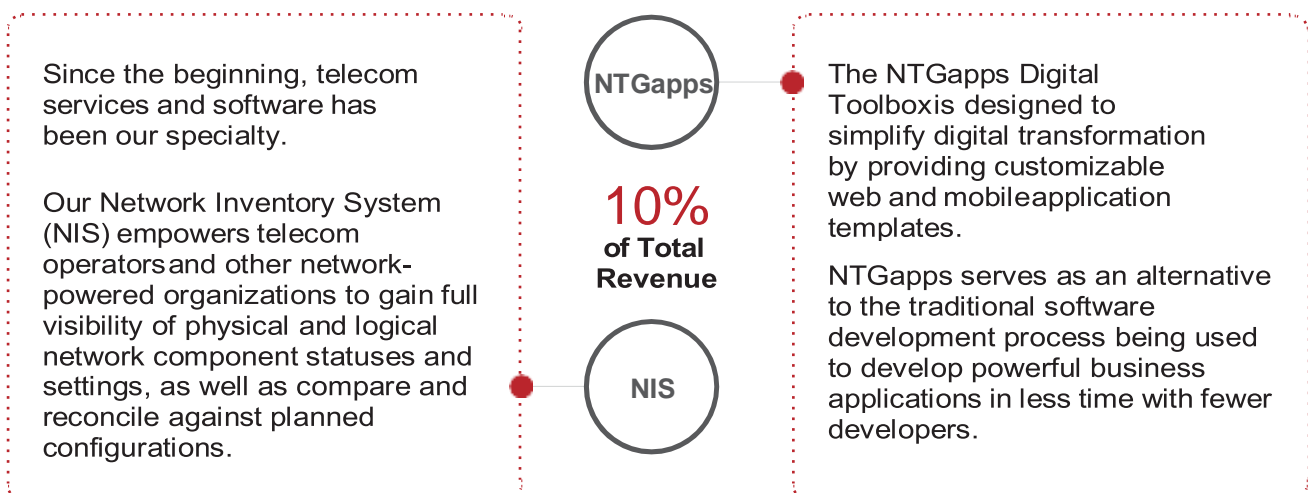 Since the beginning, telecom
services and software has
been our specialty.
Our Network Inventory System
(NIS) empowers telecom
operatorsand other network-
powered organizations to gain full
visibility of physical and logical
network component statuses and
settings, as well as compare and
reconcile against planned
configurations.
NTGapps
10%
of Total
Revenue
NIS
The NTGapps Digital
Toolboxis designed to
simplify digital transformation
by providing customizable
web and mobileapplication
templates.
NTGapps serves as an alternative
to the traditional software
development process being used
to develop powerful business
applications in less time with fewer
developers.